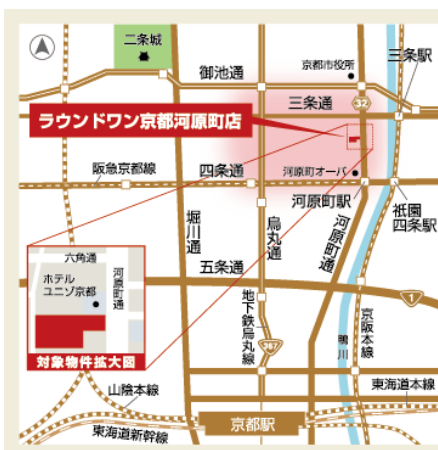 二条城
京都市役所
三条駅
御池通
三条通
32
ラウンドワン京都河原町店
阪急京都線
四条通
河原町オーパ
河原町駅
祇園
四条駅
堀川通
烏丸通
河原町通
六角通
ホテル
ユニゾ京都
河原町通
対象物件拡大図
五条通
1
地下鉄烏丸線
367
鴨川
京阪本線
山陰本線
東海道本線
京都駅
東海道新幹線